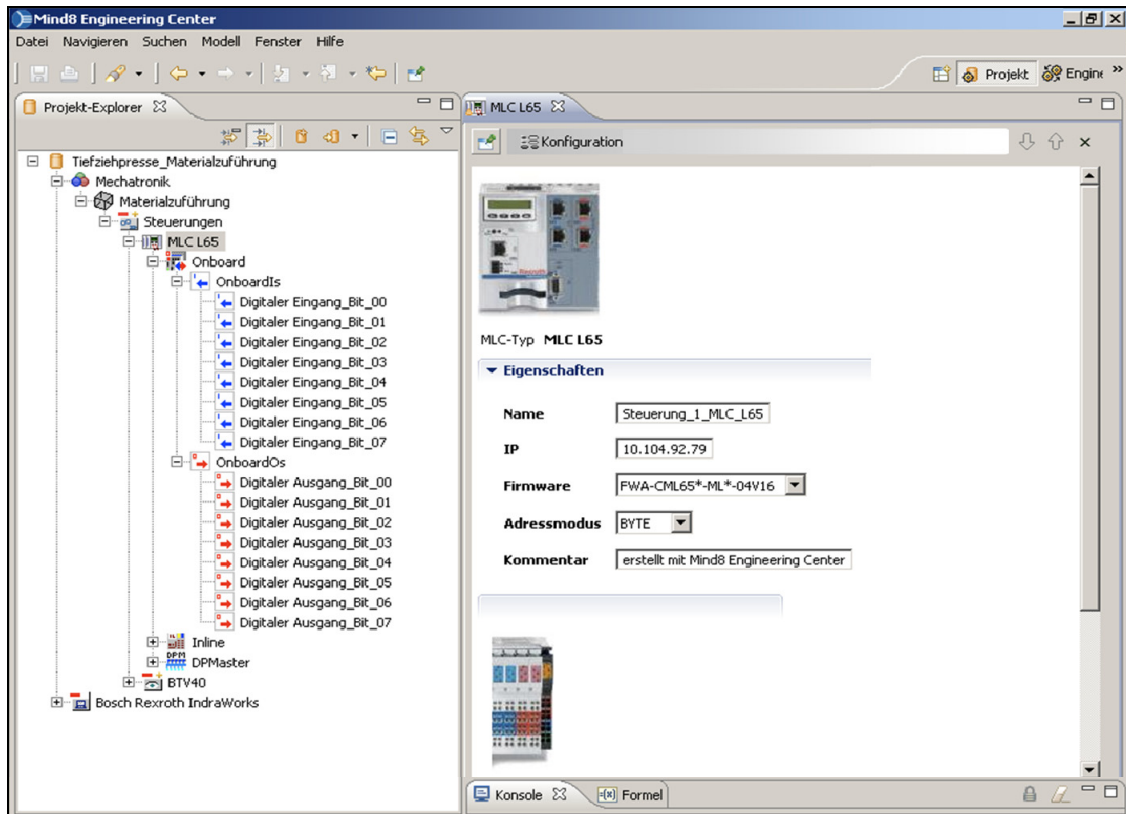 Mind8 Engineering Center
Datei Navigieren Suchen Modell Fenster Hilfe
Projekt Engine
Projekt-Explorer
Tiefziehpresse_Materialzuführung
Mechatronik
Materialzuführung
Steuerungen
MLC L65
Onboard
OnboardIs
Digitaler Eingang_Bit_00
Digitaler Eingang_Bit_01
Digitaler Eingang_Bit_02
Digitaler Eingang_Bit_03
Digitaler Eingang_Bit_04
Digitaler Eingang_Bit_05
Digitaler Eingang_Bit_06
Digitaler Eingang_Bit_07
OnboardOs
Digitaler Ausgang_Bit_00
Digitaler Ausgang_Bit_01
Digitaler Ausgang_Bit_02
Digitaler Ausgang_Bit_03
Digitaler Ausgang_Bit_04
Digitaler Ausgang_Bit_05
Digitaler Ausgang_Bit_06
Digitaler Ausgang_Bit_07
Inline
DPM
DPMaster
BTV40
Bosch Rexroth IndraWorks
MLC L65
Konfiguration
MLC-Typ MLC L65
Eigenschaften
Name Steuerung_1_MLC_L65
IP 10.104.92.79
Firmware FWA-CML65*-ML*-04V16
Adressmodus BYTE
Kommentar erstellt mit Mind8 Engineering Center
Konsole Formel